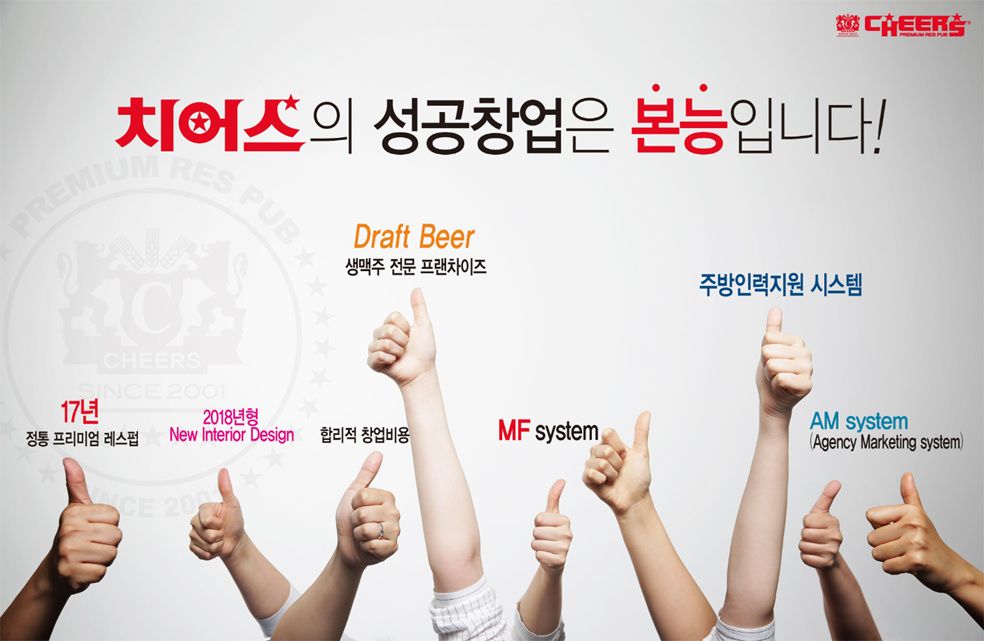 CHEERS
PREMIUM RES PUB
치어스의 성공창업은 본능입니다!
PREMIUM RES PUB
C
CHEERS
SINCE 2001
SINCE 2001
Draft Beer
생맥주 전문 프랜차이즈
주방인력지원 시스템
17년
정통 프리미엄 레스펍
2018년형
New Interior Design
합리적 창업비용
MF system
AM system
(Agency Marketing system)